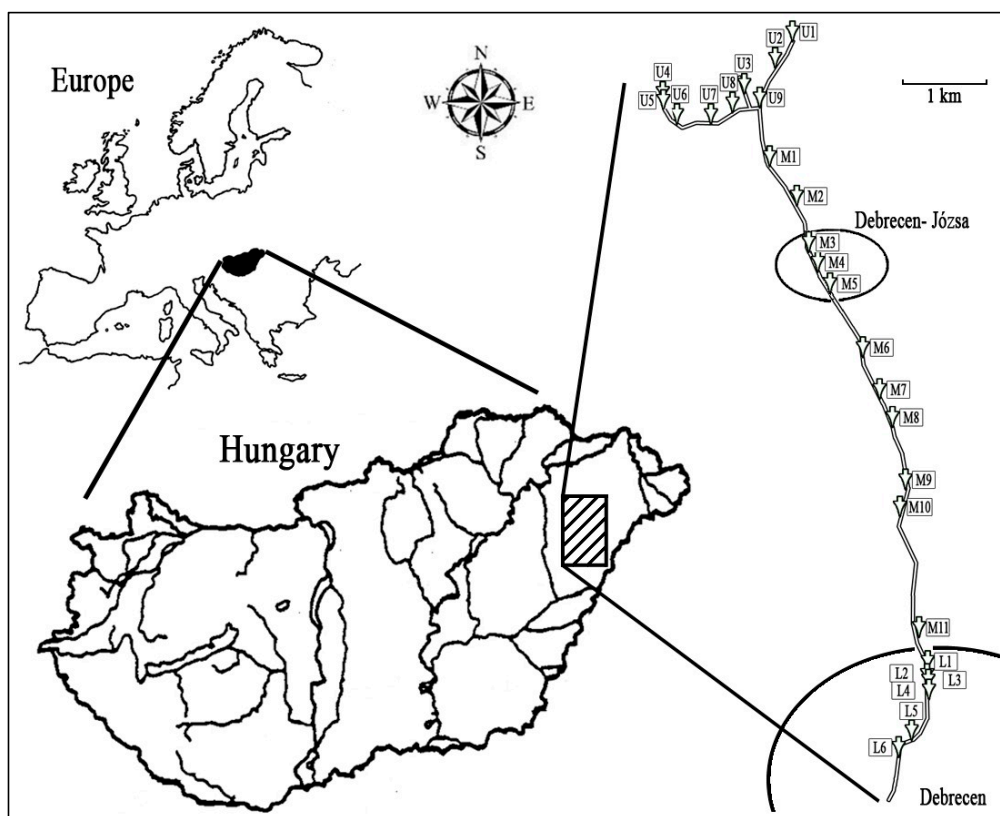 Europe
N
W
E
S
1 km
U1
U2
U3
U4
U8
U5
U6
U7
U9
M1
M2
Debrecen- Józsa
M3
M4
M5
M6
M7
M8
M9
M10
Hungary
M11
L1
L2
L3
L4
L5
L6
Debrecen